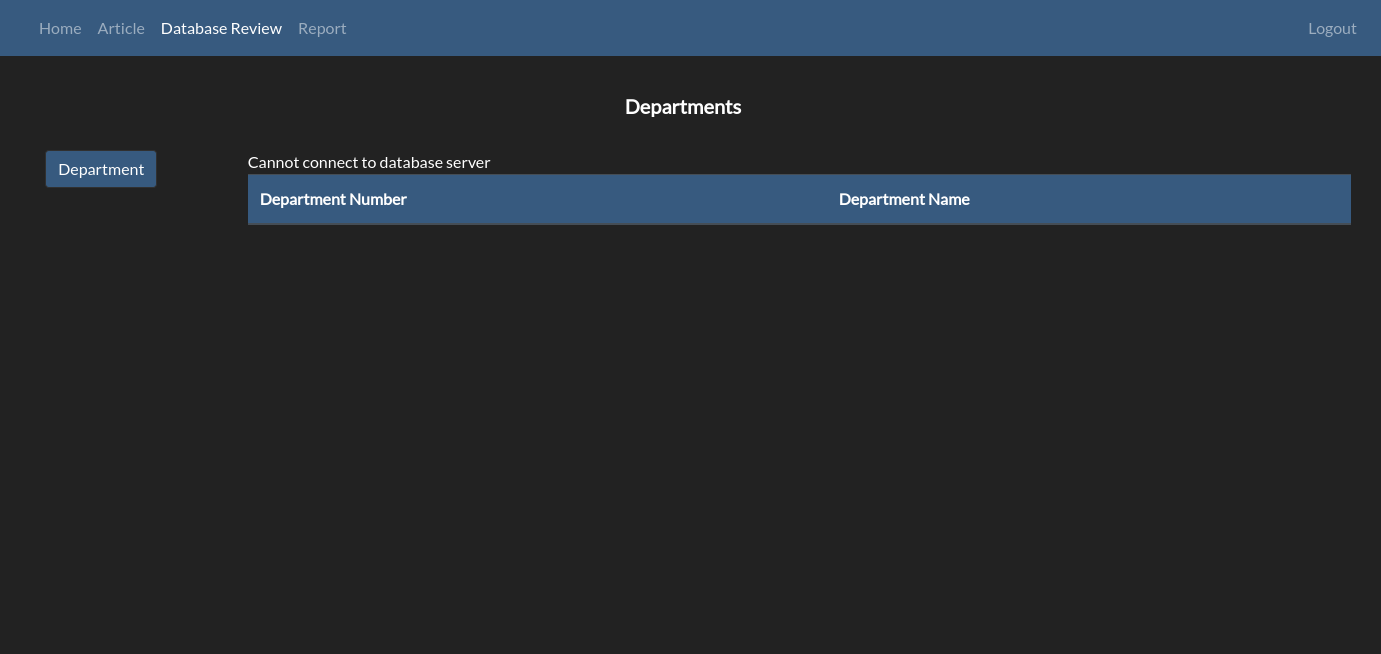 Home Article Database Review Report Logout
Departments
Department
Cannot connect to database server
Department Number Department Name